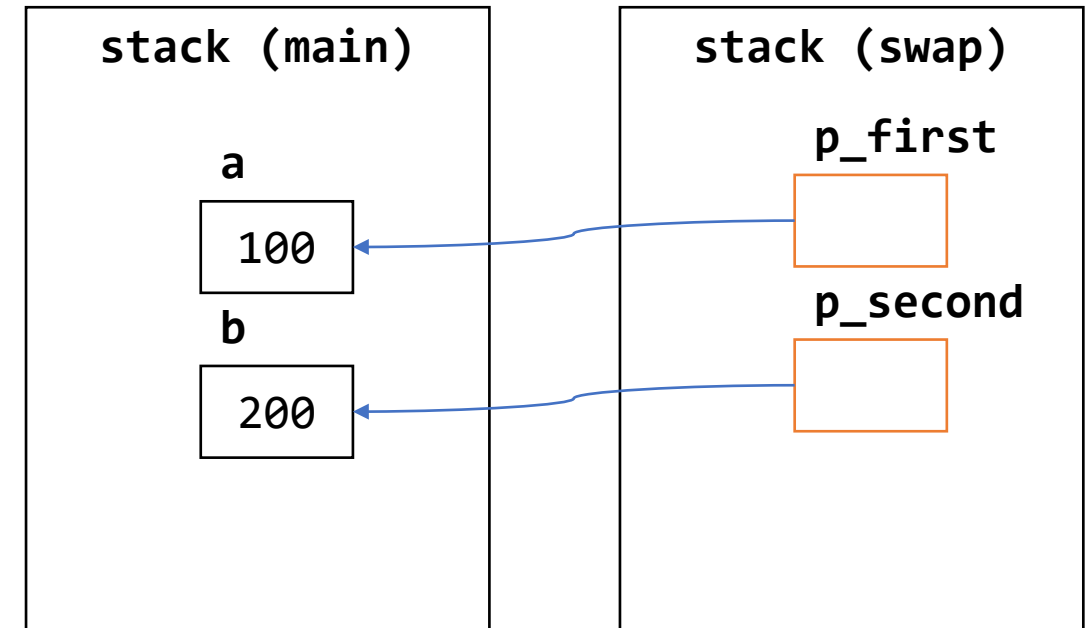 stack (main)
a
100
b
200
stack (swap)
p_first
p_second